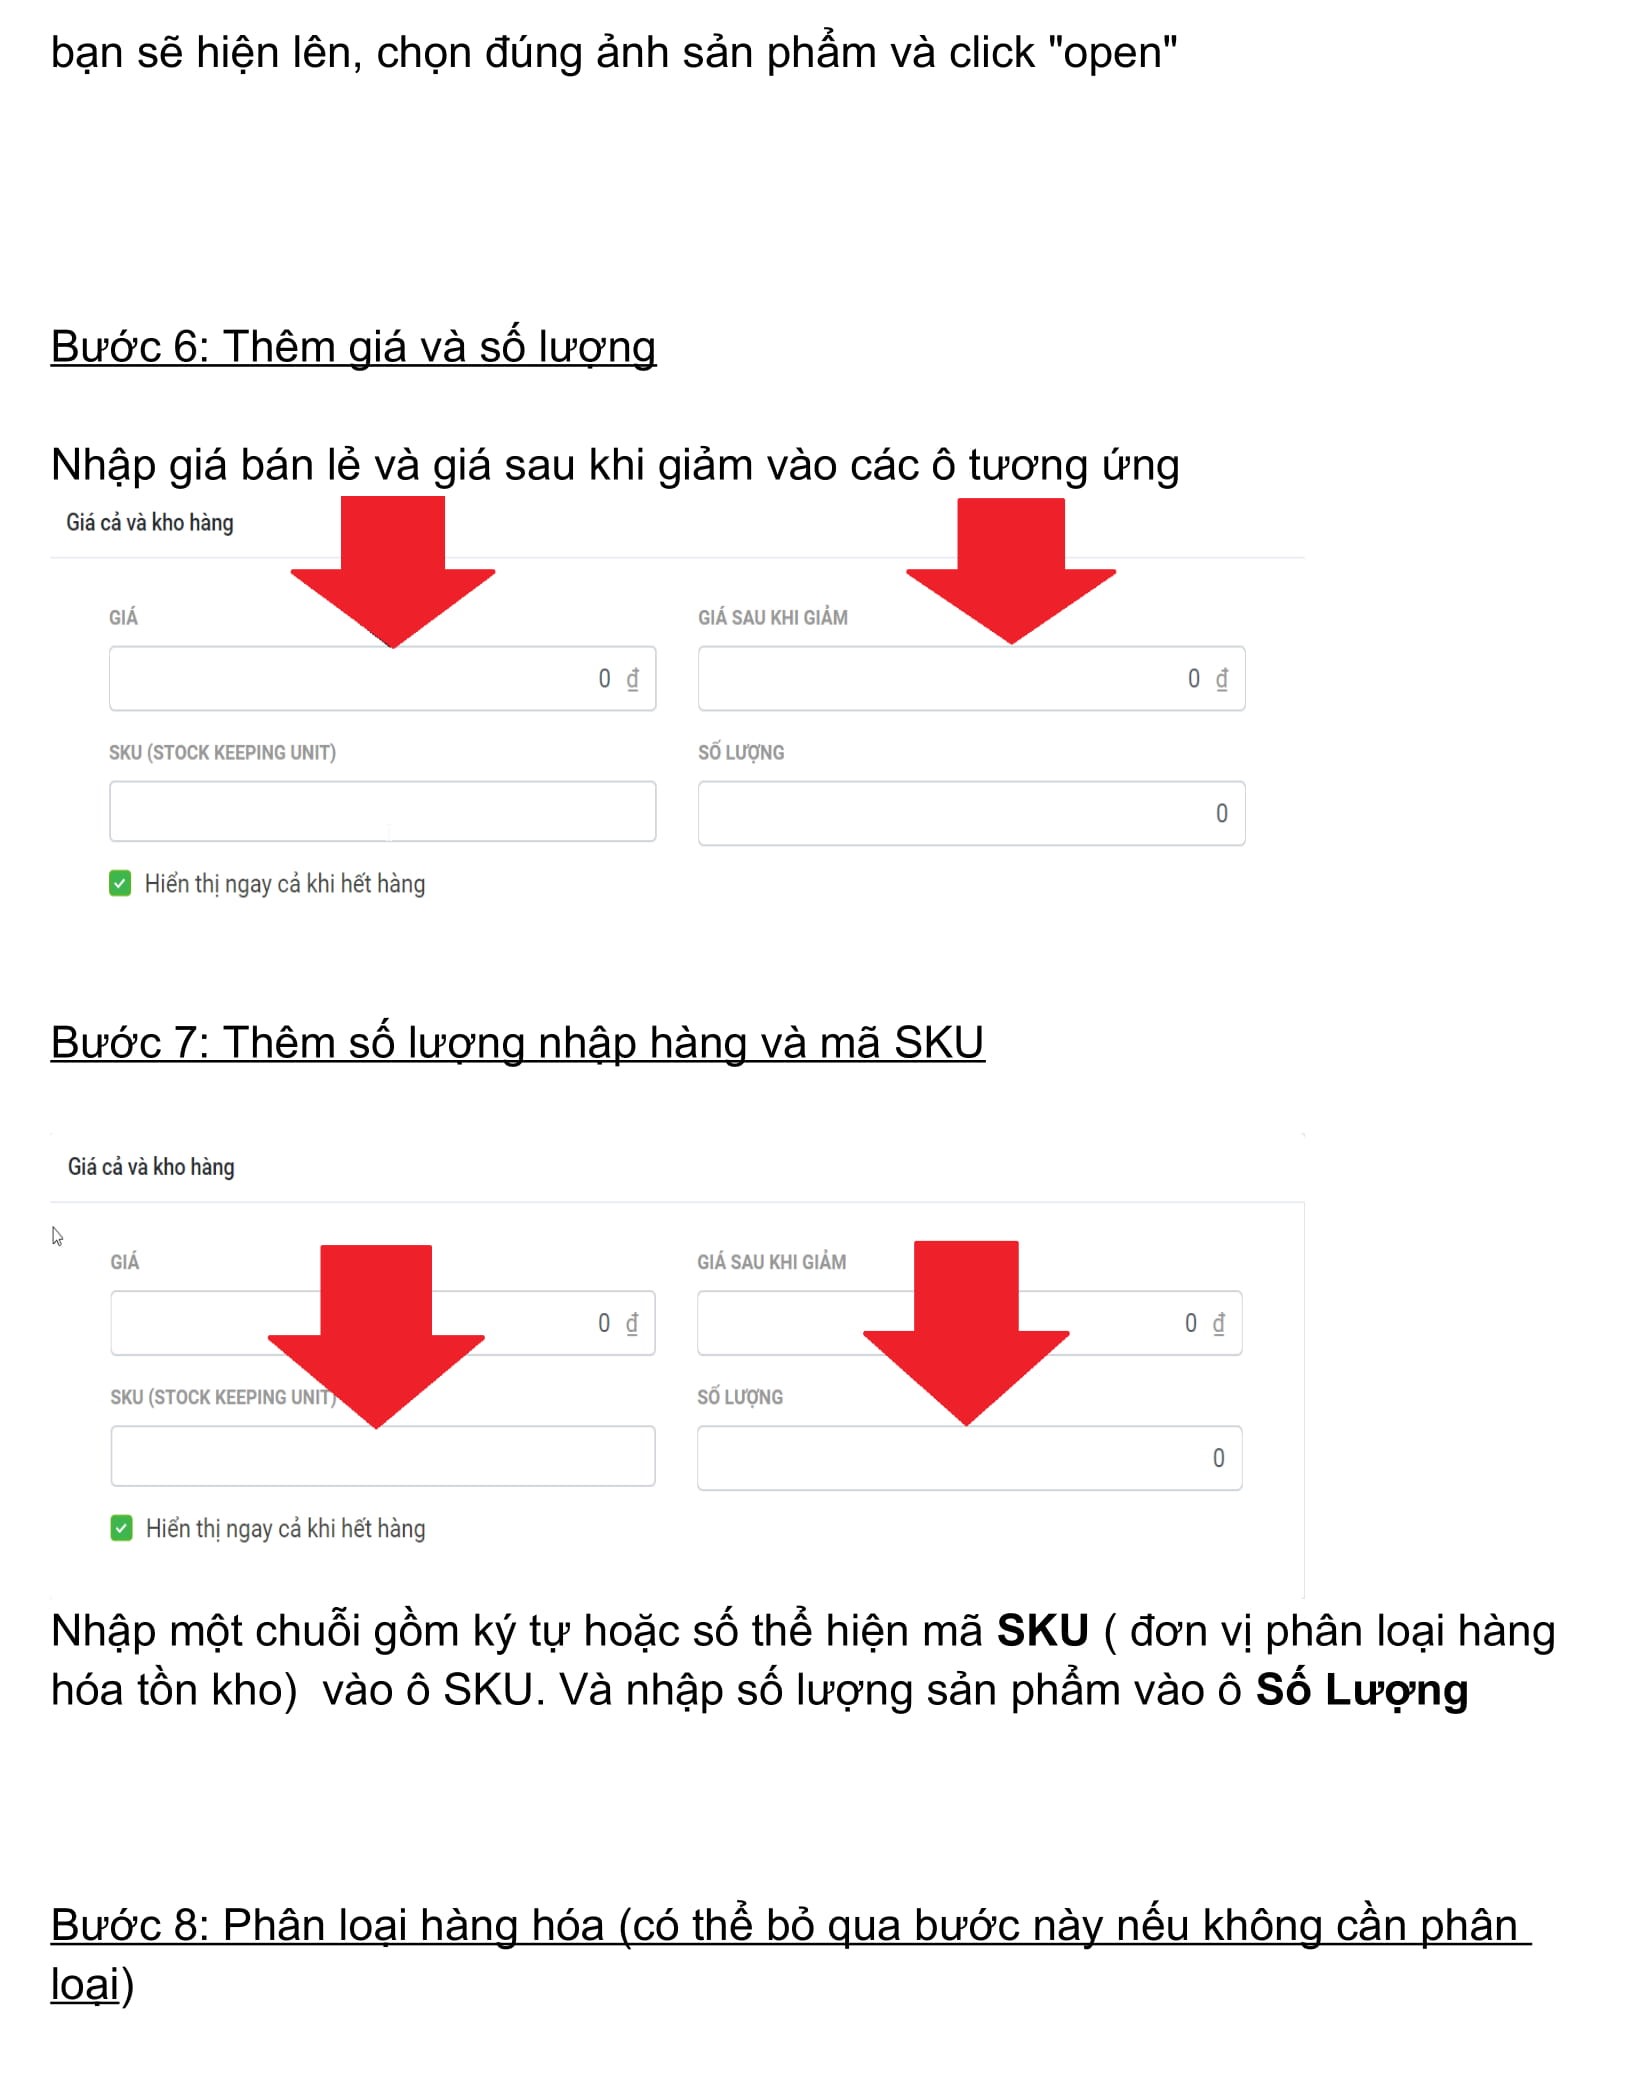 bạn sẽ hiện lên, chọn đúng ảnh sản phẩm và click "open"
Bước 6: Thêm giá và số lượng
Nhập giá bán lẻ và giá sau khi giảm vào các ô tương ứng
Giá cả và kho hàng
GIÁ
GIÁ SAU KHI GIẢM
0 đ
0 đ
SKU (STOCK KEEPING UNIT)
SỐ LƯỢNG
0
Hiển thị ngay cả khi hết hàng
Bước 7: Thêm số lượng nhập hàng và mã SKU
Giá cả và kho hàng
GIÁ
GIÁ SAU KHI GIẢM
0 đ
0 đ
SKU (STOCK KEEPING UNIT)
SỐ LƯỢNG
0
Hiển thị ngay cả khi hết hàng
Nhập một chuỗi gồm ký tự hoặc số thể hiện mã SKU ( đơn vị phân loại hàng
hóa tồn kho)  vào ô SKU. Và nhập số lượng sản phẩm vào ô Số Lượng
Bước 8: Phân loại hàng hóa (có thể bỏ qua bước này nếu không cần phân
loại)